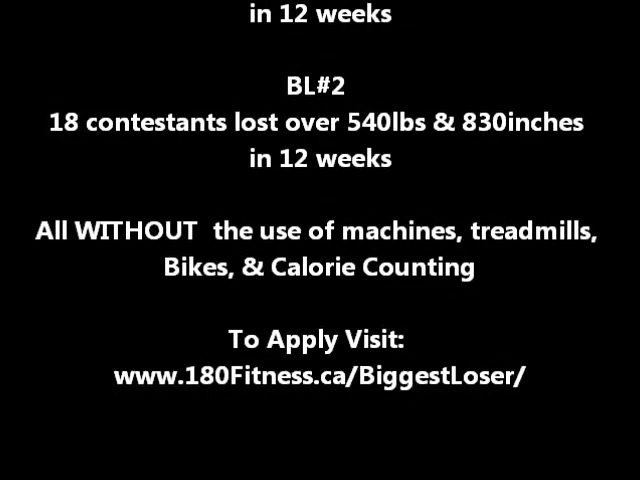 in 12 weeks
BL#2
18 contestants lost over 540lbs & 830inches
in 12 weeks
All WITHOUT the use of machines, treadmills,
Bikes, & Calorie Counting
To Apply Visit:
www.180Fitness.ca/BiggestLoser/